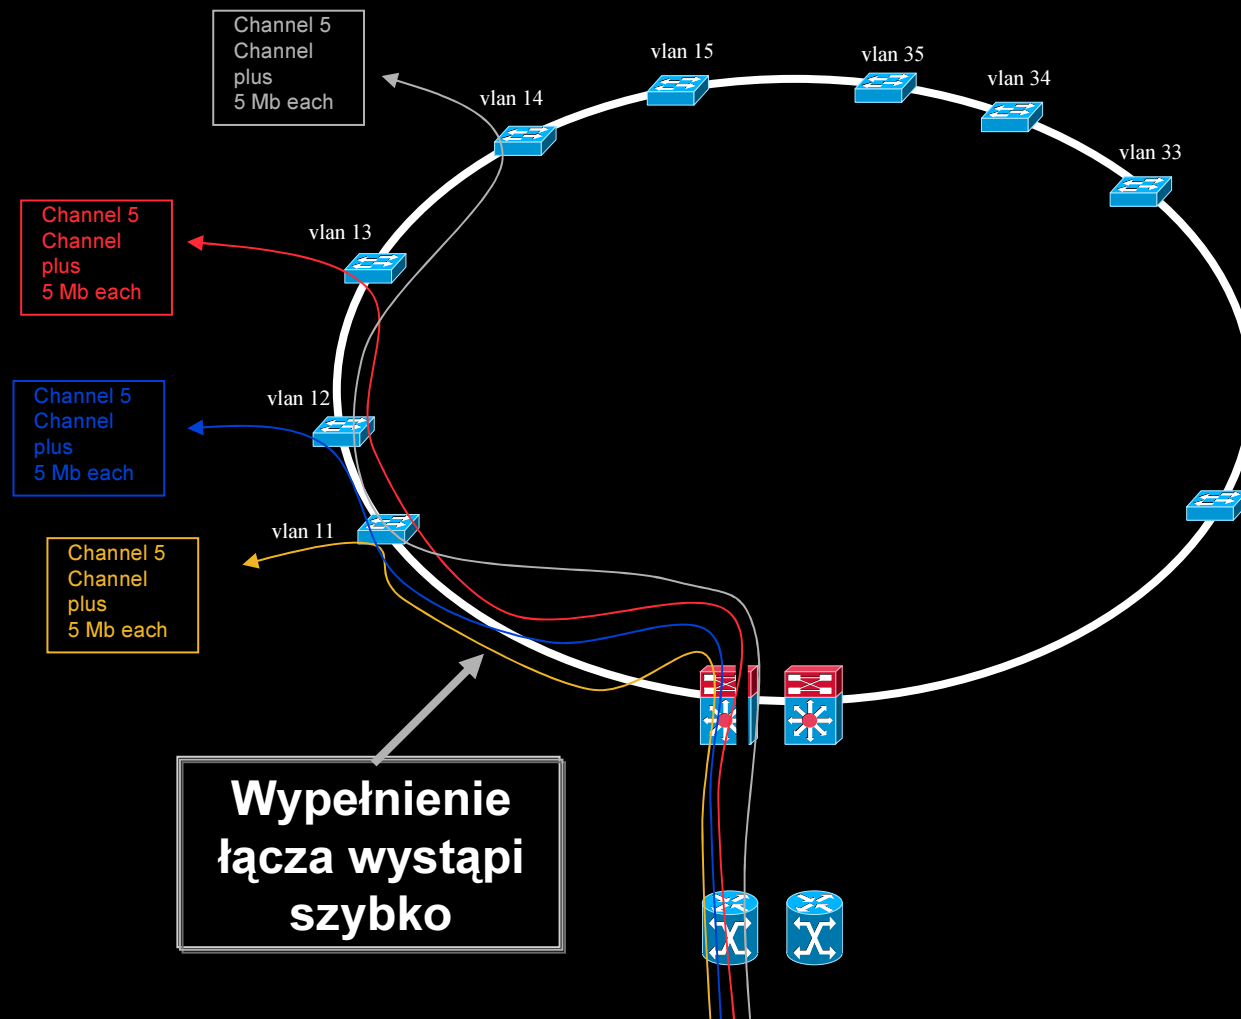 Channel 5
Channel
plus
5 Mb each
vlan 14
vlan 15
vlan 35
vlan 34
vlan 33
Channel 5
Channel
plus
5 Mb each
vlan 13
Channel 5
Channel
plus
5 Mb each
vlan 12
Channel 5
Channel
plus
5 Mb each
vlan 11
Wypełnienie
łącza wystąpi
szybko